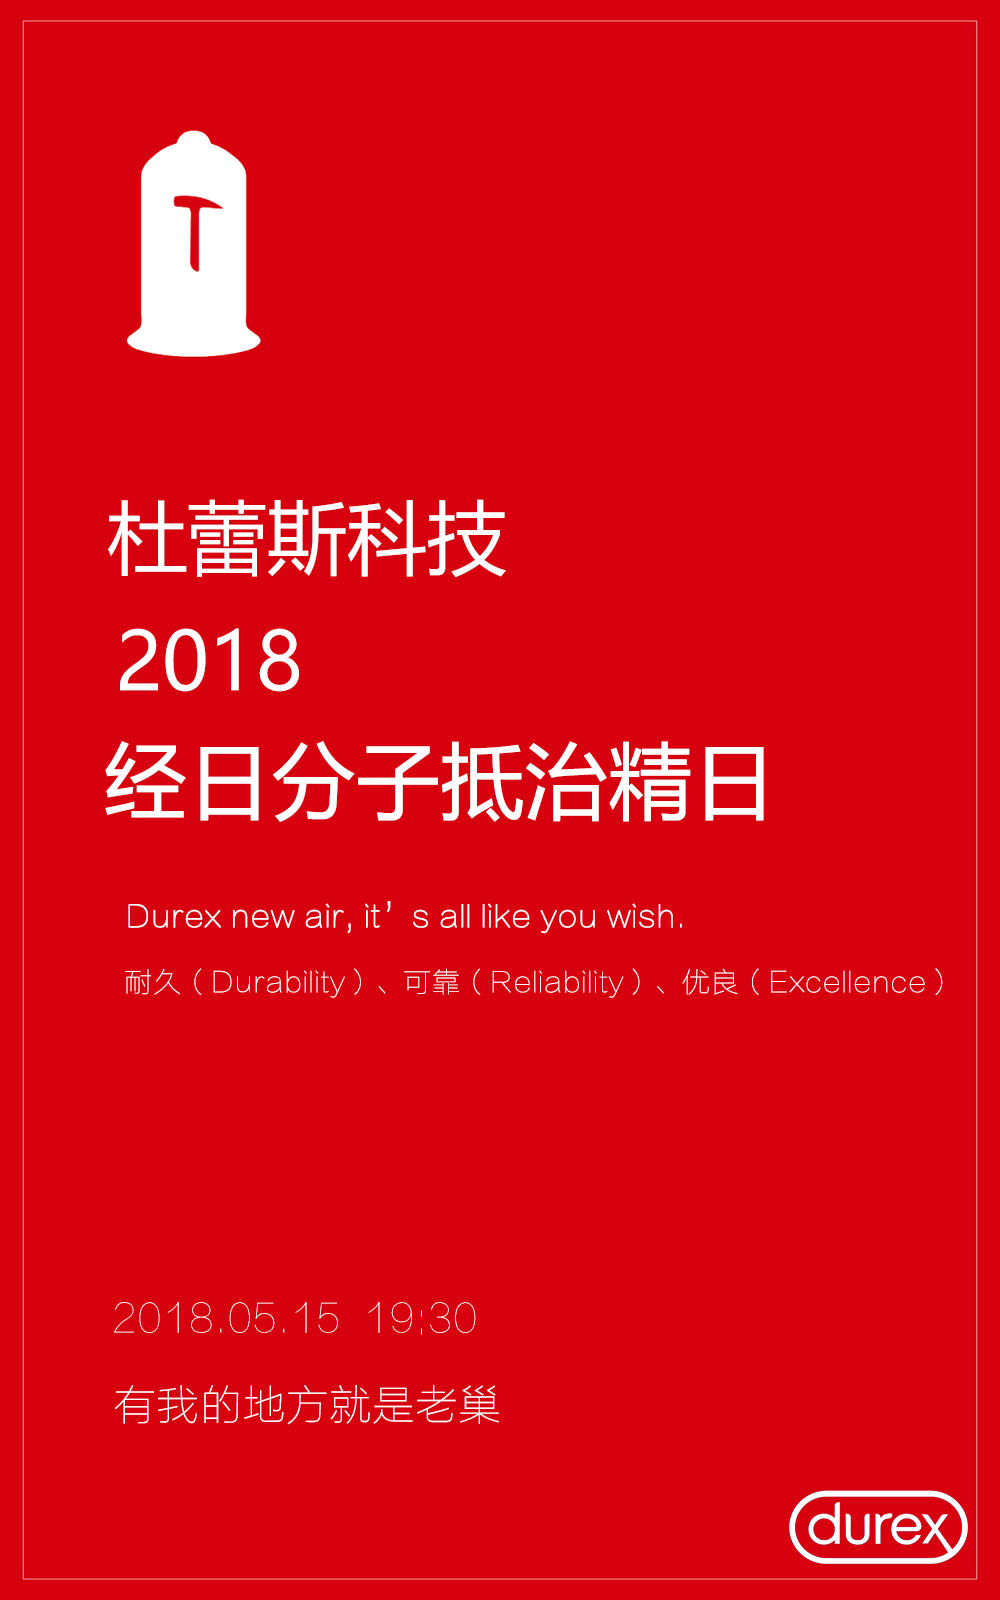 杜蕾斯科技
2018
经日分子抵治精日
Durex new air, it’s all like you wish.
耐久（Durability）、可靠（Reliability）、优良（Excellence）
2018.05.15 19:30
有我的地方就是老巢
durex